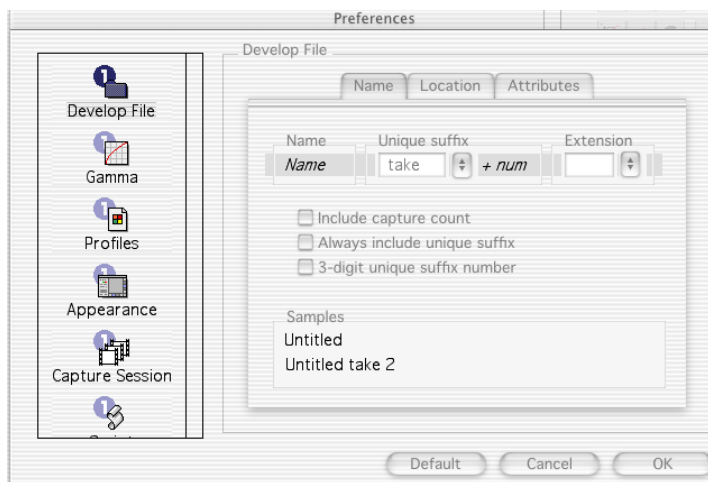 Preferences
Develop File
Gamma
Profiles
Appearance
Capture Session
Develop File
Name Location Attributes
Name Unique suffix Extension
Name take + num
Include capture count
Always include unique suffix
3-digit unique suffix number
Samples
Untitled
Untitled take 2
Default Cancel OK